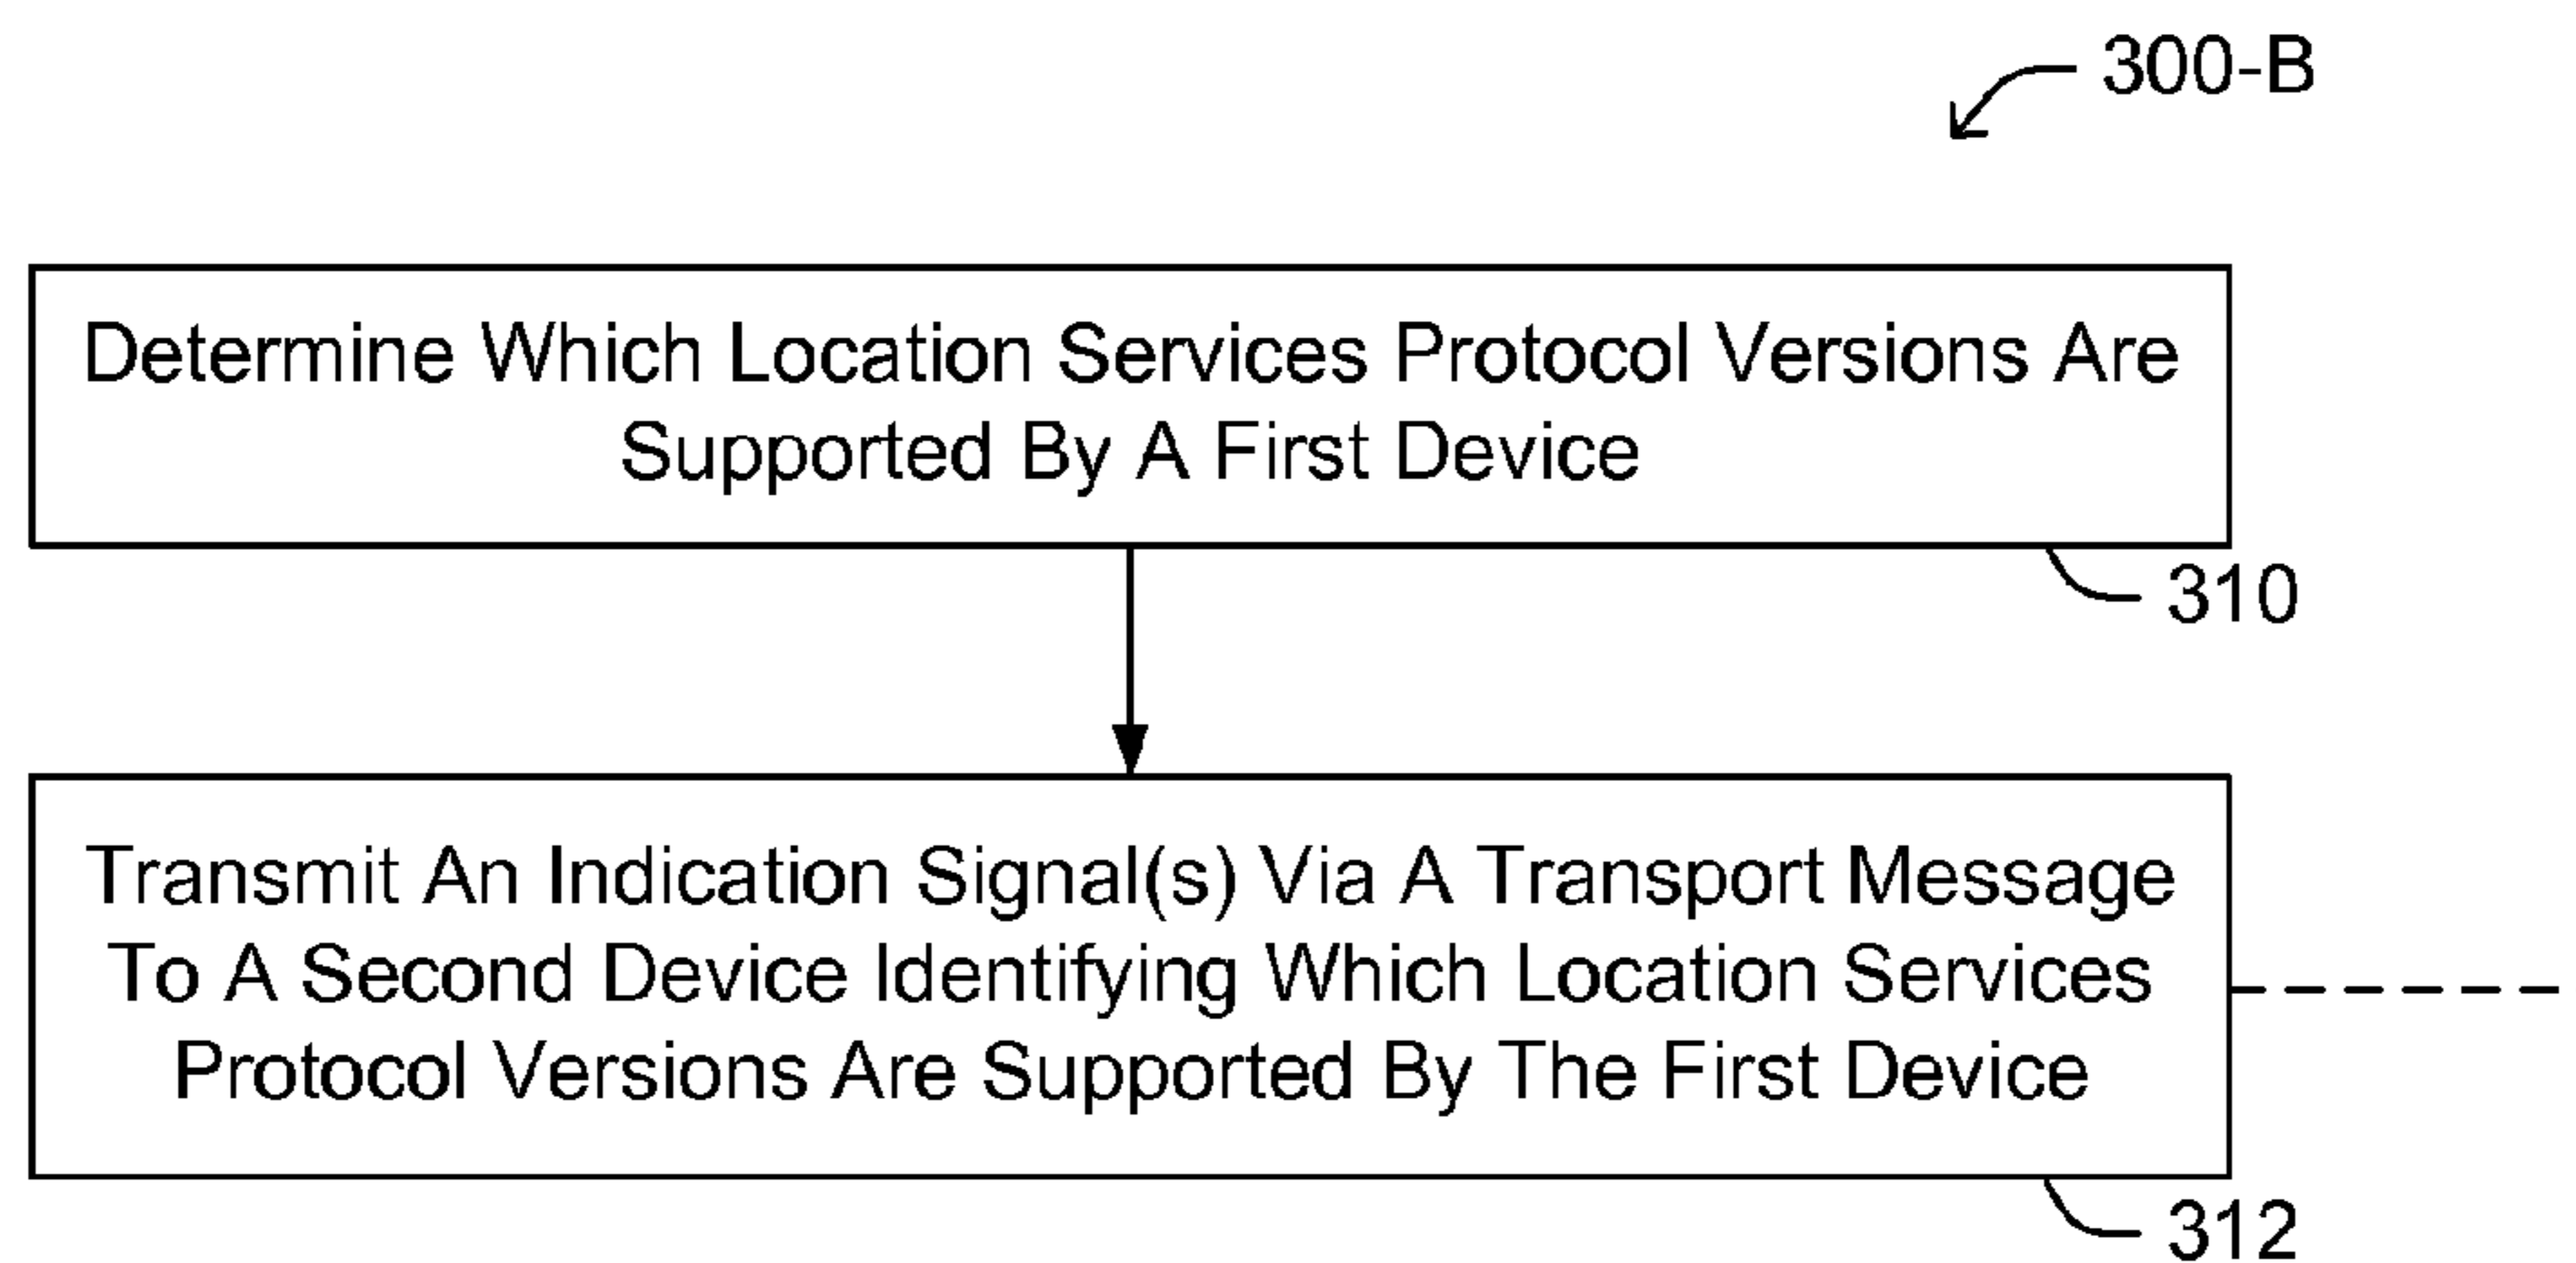 300-B
Determine Which Location Services Protocol Versions Are
Supported By A First Device
310
Transmit An Indication Signal(s) Via A Transport Message
To A Second Device Identifying Which Location Services
Protocol Versions Are Supported By The First Device
312